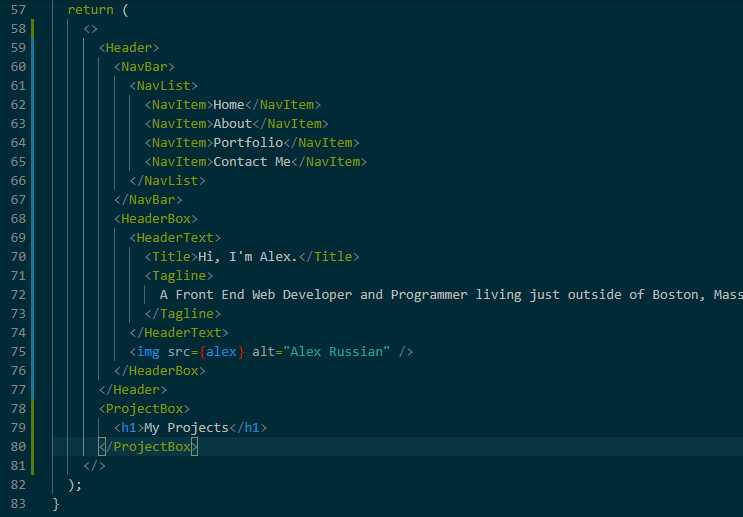 57 return (
58 <>
59 <Header>
60 <NavBar>
61 <NavList>
62 <NavItem>Home</NavItem>
63 <NavItem>About</NavItem>
64 <NavItem>Portfolio</NavItem>
65 <NavItem>Contact Me</NavItem>
66 </NavList>
67 </NavBar>
68 <HeaderBox>
69 <HeaderText>
70 <Title>Hi, I'm Alex.</Title>
71 <Tagline>
72 A Front End Web Developer and Programmer living just outside of Boston, Mass
73 </Tagline>
74 </HeaderText>
75 <img src={alex} alt="Alex Russian" />
76 </HeaderBox>
77 </Header>
78 <ProjectBox>
79 <h1>My Projects</h1>
80 </ProjectBox>
81 </>
82 );
83 }